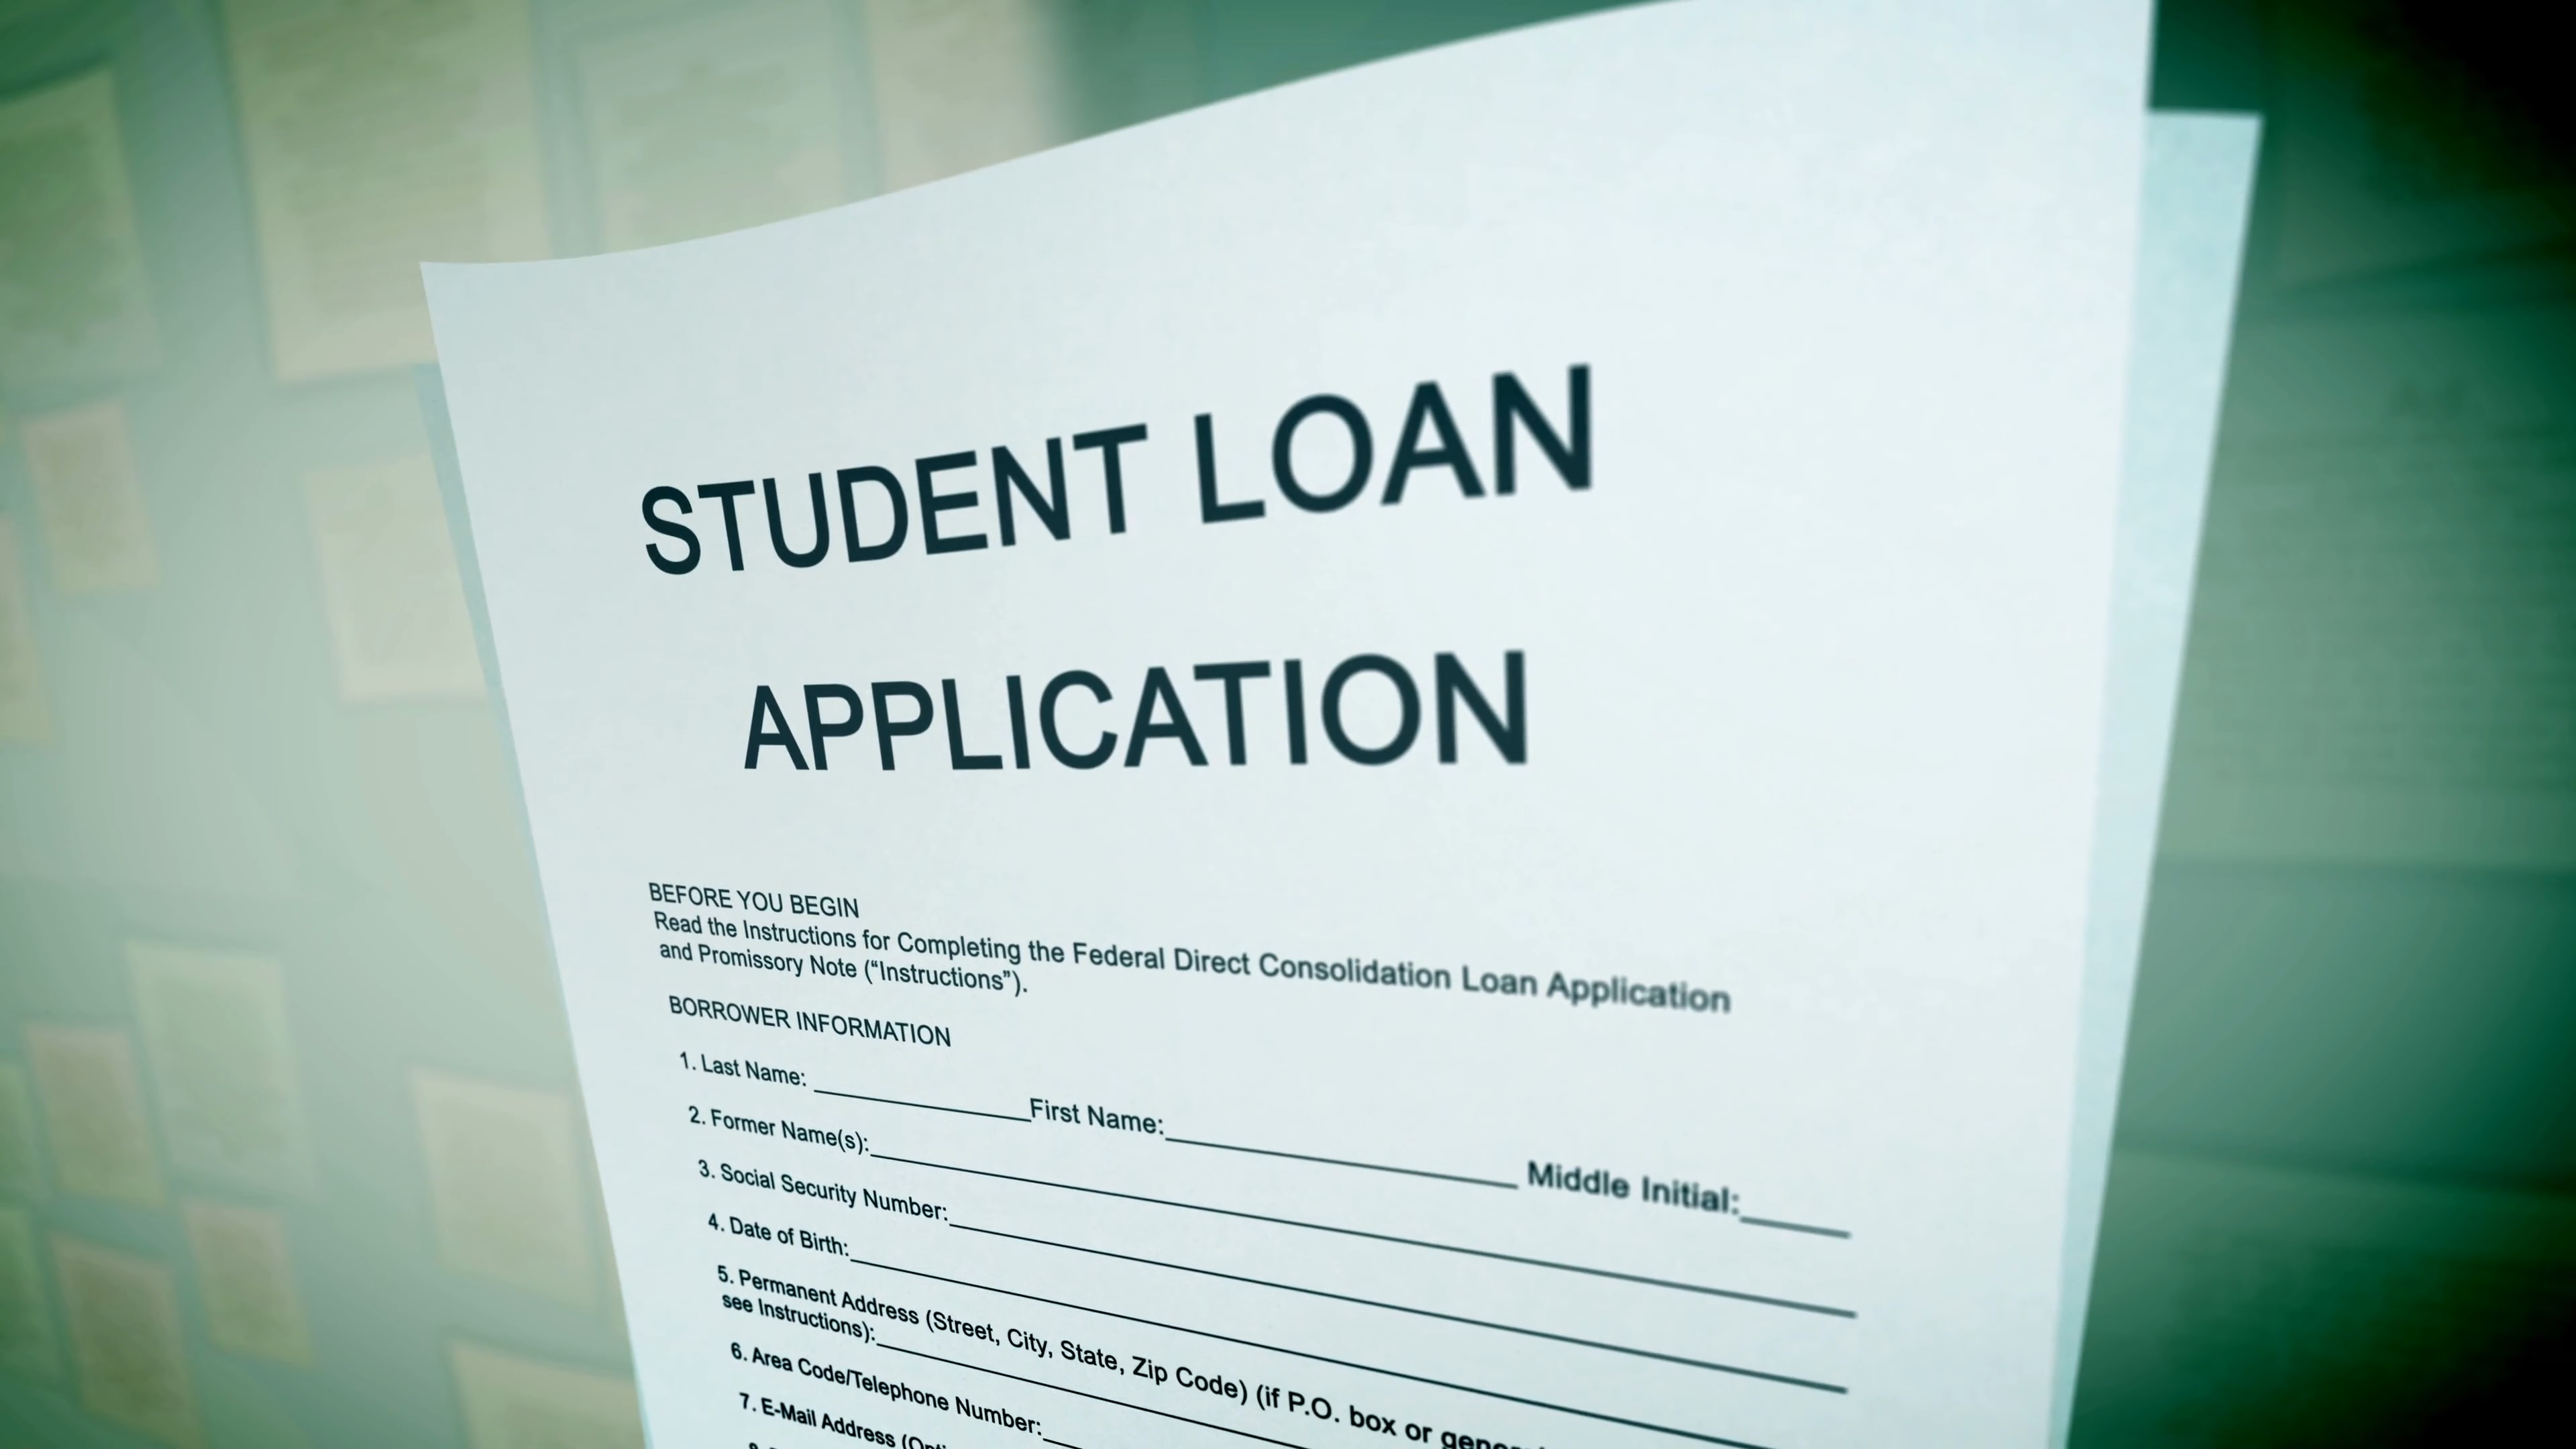 STUDENT LOAN
APPLICATION
BEFORE YOU BEGIN
Read the Instructions for Completing the Federal Direct Consolidation Loan Application
and Promissory Note (“Instructions”).
BORROWER INFORMATION
1. Last Name: ____________First Name:____________________ Middle Initial:______
2. Former Name(s):
3. Social Security Number:
4. Date of Birth:
5. Permanent Address (Street, City, State, Zip Code) (if P.O. box or
see Instructions):
6. Area Code/Telephone Number:
7. E-Mail Address